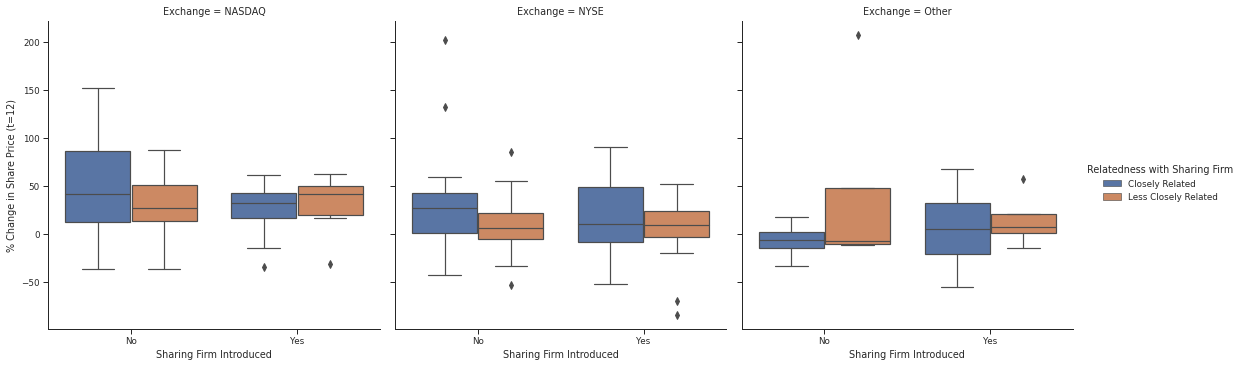 Exchange = NASDAQ
Exchange = NYSE
Exchange = Other
% Change in Share Price (t=12)
200
150
100
50
0
−50
No
Yes
No
Yes
No
Yes
Sharing Firm Introduced
Sharing Firm Introduced
Sharing Firm Introduced
Relatedness with Sharing Firm
Closely Related
Less Closely Related